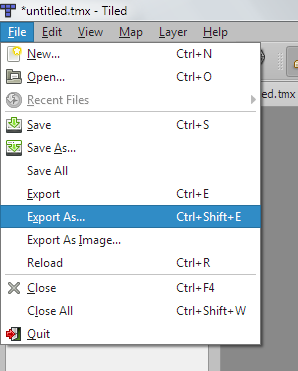 *untitled.tmx - Tiled
File Edit View Map Layer Help
New... Ctrl+N
Open... Ctrl+O
Recent Files
ed.tmx
Save Ctrl+S
Save As...
Save All
Export Ctrl+E
Export As... Ctrl+Shift+E
Export As Image...
Reload Ctrl+R
Close Ctrl+F4
Close All Ctrl+Shift+W
Quit